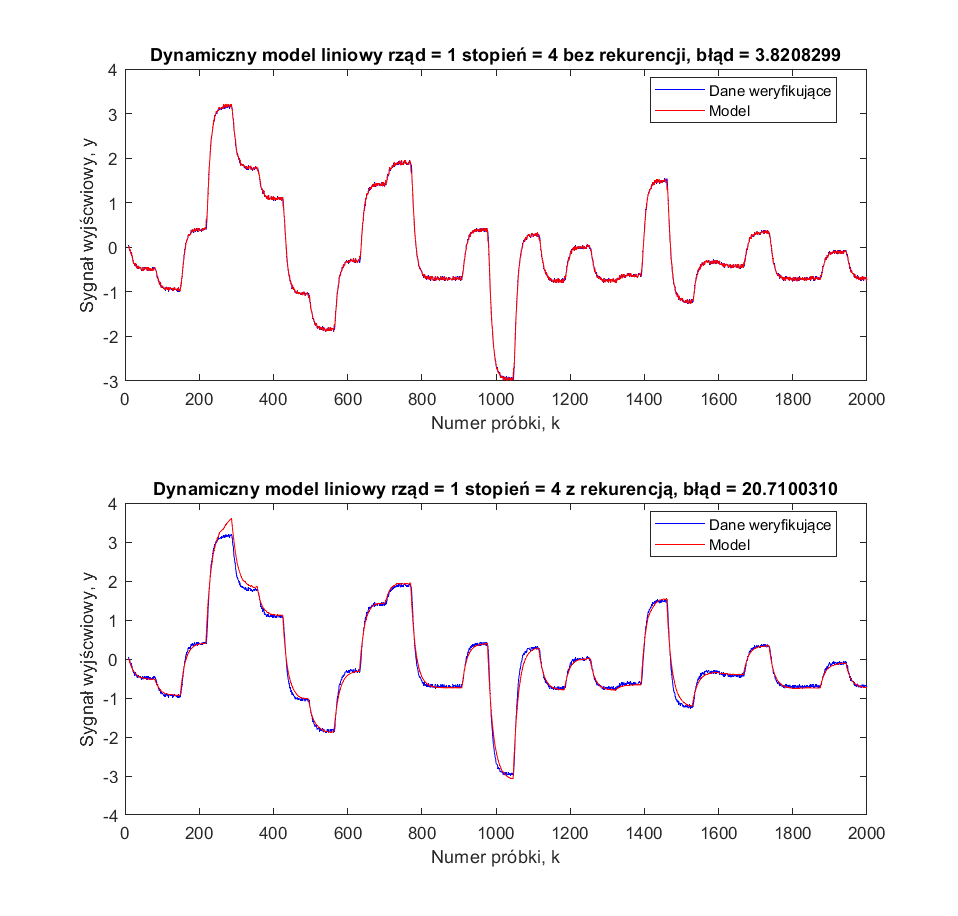 Dynamiczny model liniowy rząd = 1 stopień = 4 bez rekurencji, błąd = 3.8208299
4
3
2
1
0
-1
-2
-3
Sygnał wyjścwiowy, y
Dane weryfikujące
Model
0 200 400 600 800 1000 1200 1400 1600 1800 2000
Numer próbki, k
Dynamiczny model liniowy rząd = 1 stopień = 4 z rekurencją, błąd = 20.7100310
4
3
2
1
0
-1
-2
-3
-4
Sygnał wyjścwiowy, y
Dane weryfikujące
Model
0 200 400 600 800 1000 1200 1400 1600 1800 2000
Numer próbki, k